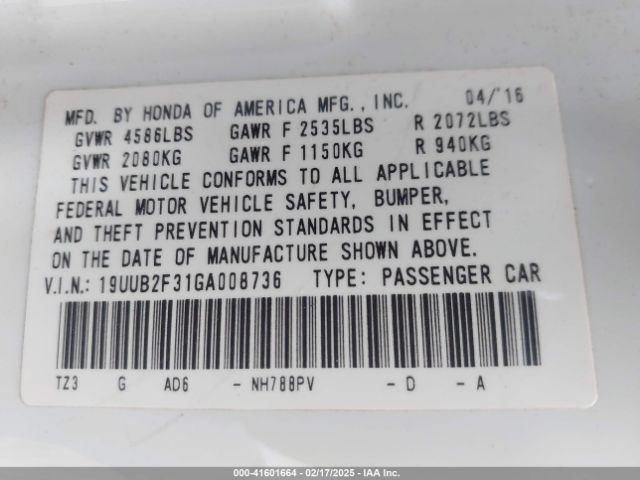 MFD. BY HONDA OF AMERICA MFG., INC. 04/'16
GVWR 4586LBS GAWR F 2535LBS R 2072LBS
GVWR 2080KG GAWR F 1150KG R 940KG
THIS VEHICLE CONFORMS TO ALL APPLICABLE
FEDERAL MOTOR VEHICLE SAFETY, BUMPER,
AND THEFT PREVENTION STANDARDS IN EFFECT
ON THE DATE OF MANUFACTURE SHOWN ABOVE.
V.I.N.: 19UUB2F31GA008736 TYPE: PASSENGER CAR
TZ3 G AD6 - NH788PV - D - A
000-41601664 | 02/17/2025 - IAA Inc.